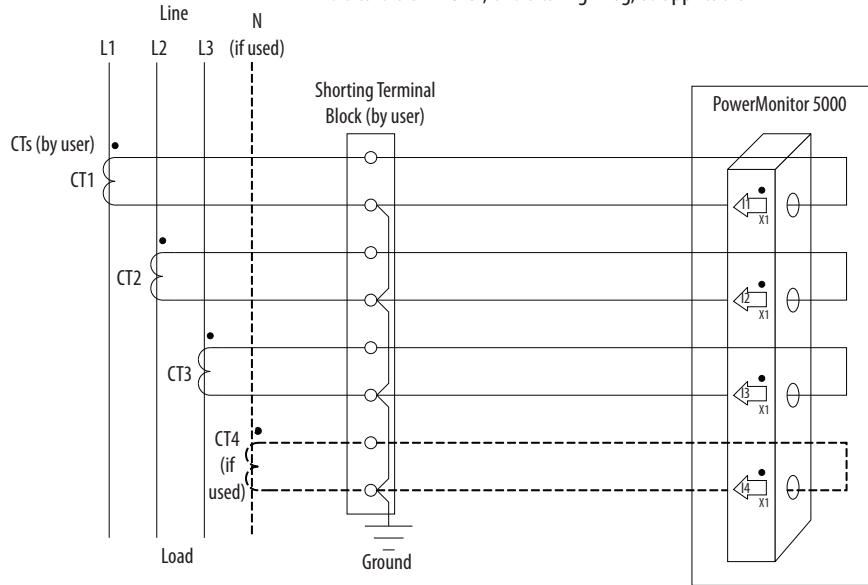 Line
N
L1 L2 L3 (if used)
Shorting Terminal
Block (by user)
PowerMonitor 5000
CTs (by user)
CT1
I1
X1
CT2
I2
X1
CT3
I3
X1
CT4
(if
used)
I4
X1
Load
Ground